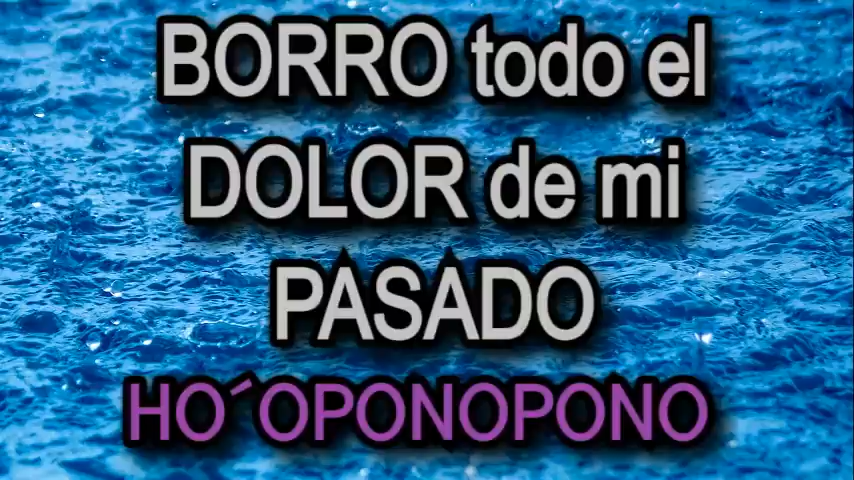 BORRO todo el
DOLOR de mi
PASADO
HO´OPONOPONO